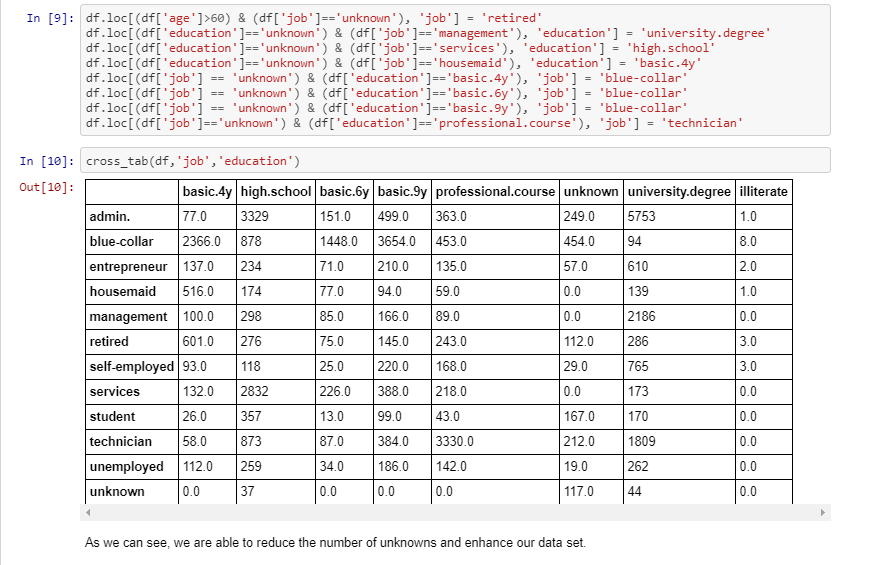 In [9]: df.loc[(df['age']>60) & (df['job']=='unknown'), 'job'] = 'retired'
df.loc[(df['education']=='unknown') & (df['job']=='management'), 'education'] = 'university.degree'
df.loc[(df['education']=='unknown') & (df['job']=='services'), 'education'] = 'high.school'
df.loc[(df['education']=='unknown') & (df['job']=='housemaid'), 'education'] = 'basic.4y'
df.loc[(df['job'] == 'unknown') & (df['education']=='basic.4y'), 'job'] = 'blue-collar'
df.loc[(df['job'] == 'unknown') & (df['education']=='basic.6y'), 'job'] = 'blue-collar'
df.loc[(df['job'] == 'unknown') & (df['education']=='basic.9y'), 'job'] = 'blue-collar'
df.loc[(df['job']=='unknown') & (df['education']=='professional.course'), 'job'] = 'technician'
In [10]: cross_tab(df,'job','education')
Out[10]:
basic.4y high.school basic.6y basic.9y professional.course unknown university.degree illiterate
admin. 77.0 3329 151.0 499.0 363.0 249.0 5753 1.0
blue-collar 2366.0 878 1448.0 3654.0 453.0 454.0 94 8.0
entrepreneur 137.0 234 71.0 210.0 135.0 57.0 610 2.0
housemaid 516.0 174 77.0 94.0 59.0 0.0 139 1.0
management 100.0 298 85.0 166.0 89.0 0.0 2186 0.0
retired 601.0 276 75.0 145.0 243.0 112.0 286 3.0
self-employed 93.0 118 25.0 220.0 168.0 29.0 765 3.0
services 132.0 2832 226.0 388.0 218.0 0.0 173 0.0
student 26.0 357 13.0 99.0 43.0 167.0 170 0.0
technician 58.0 873 87.0 384.0 3330.0 212.0 1809 0.0
unemployed 112.0 259 34.0 186.0 142.0 19.0 262 0.0
unknown 0.0 37 0.0 0.0 0.0 117.0 44 0.0
As we can see, we are able to reduce the number of unknowns and enhance our data set.